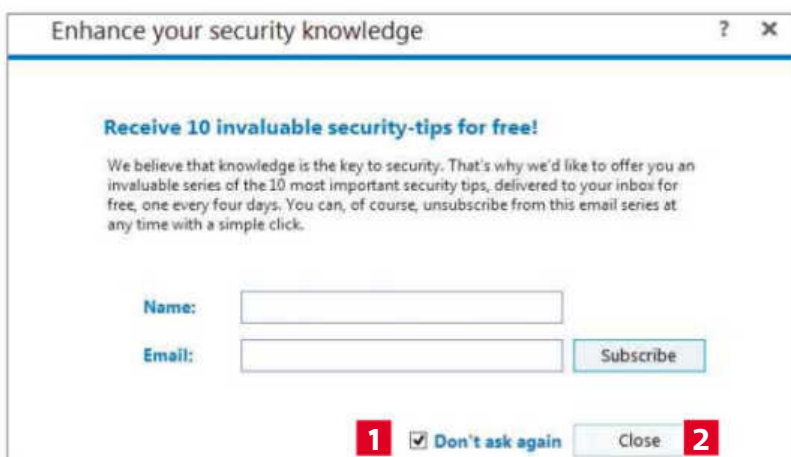 Enhance your security knowledge ? ×
Receive 10 invaluable security-tips for free!
We believe that knowledge is the key to security. That's why we'd like to offer you an
invaluable series of the 10 most important security tips, delivered to your inbox for
free, one every four days. You can, of course, unsubscribe from this email series at
any time with a simple click.
Name:
Email: Subscribe
1 Don't ask again Close 2